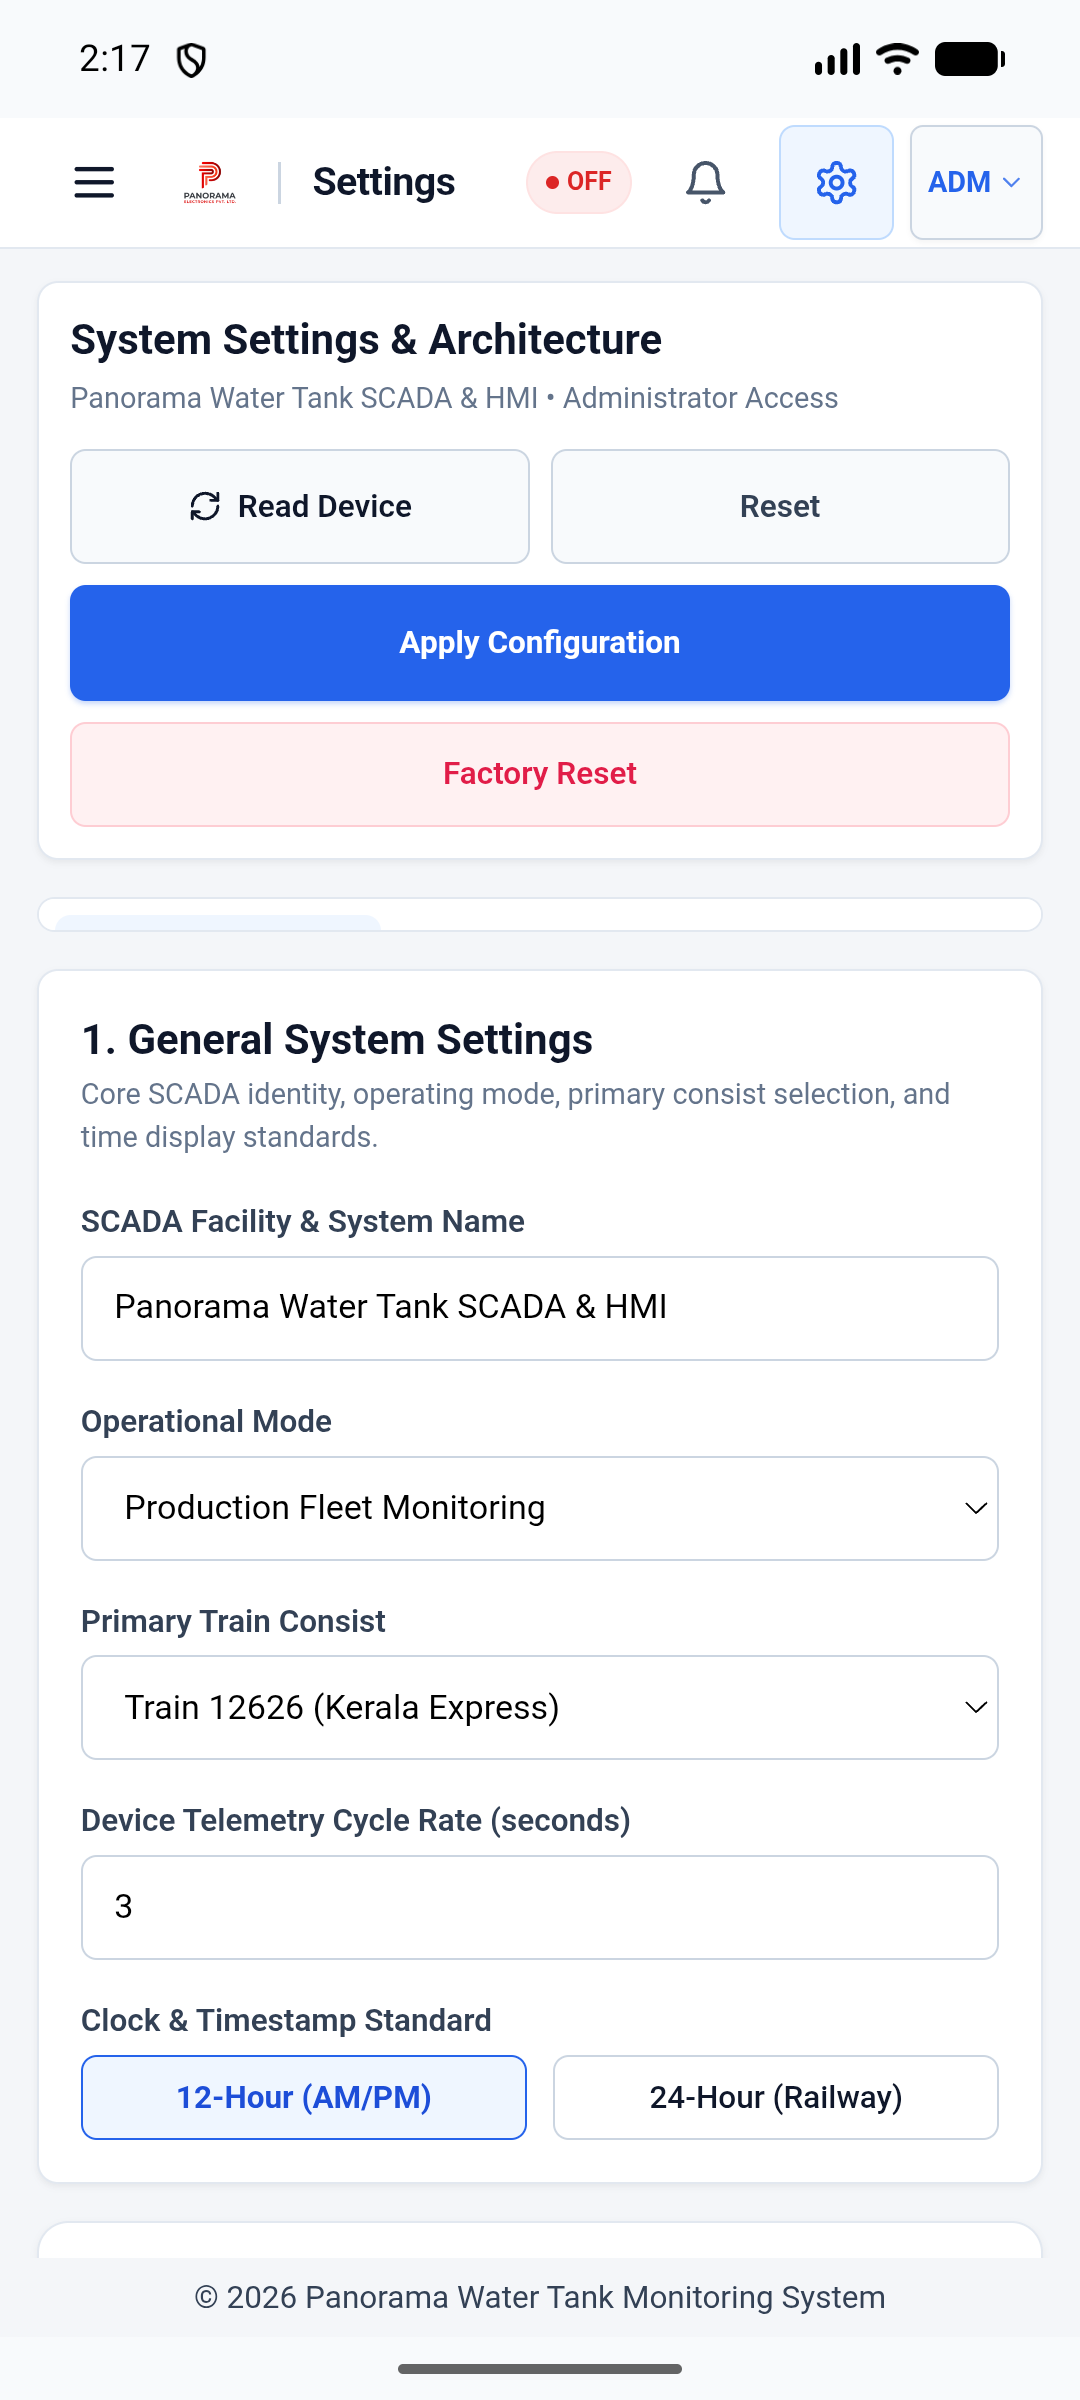 2:17
PANORAMA
ELECTRONICS PVT. LTD.
Settings
OFF
ADM
System Settings & Architecture
Panorama Water Tank SCADA & HMI • Administrator Access
Read Device
Reset
Apply Configuration
Factory Reset
1. General System Settings
Core SCADA identity, operating mode, primary consist selection, and
time display standards.
SCADA Facility & System Name
Panorama Water Tank SCADA & HMI
Operational Mode
Production Fleet Monitoring
Primary Train Consist
Train 12626 (Kerala Express)
Device Telemetry Cycle Rate (seconds)
3
Clock & Timestamp Standard
12-Hour (AM/PM)
24-Hour (Railway)
© 2026 Panorama Water Tank Monitoring System